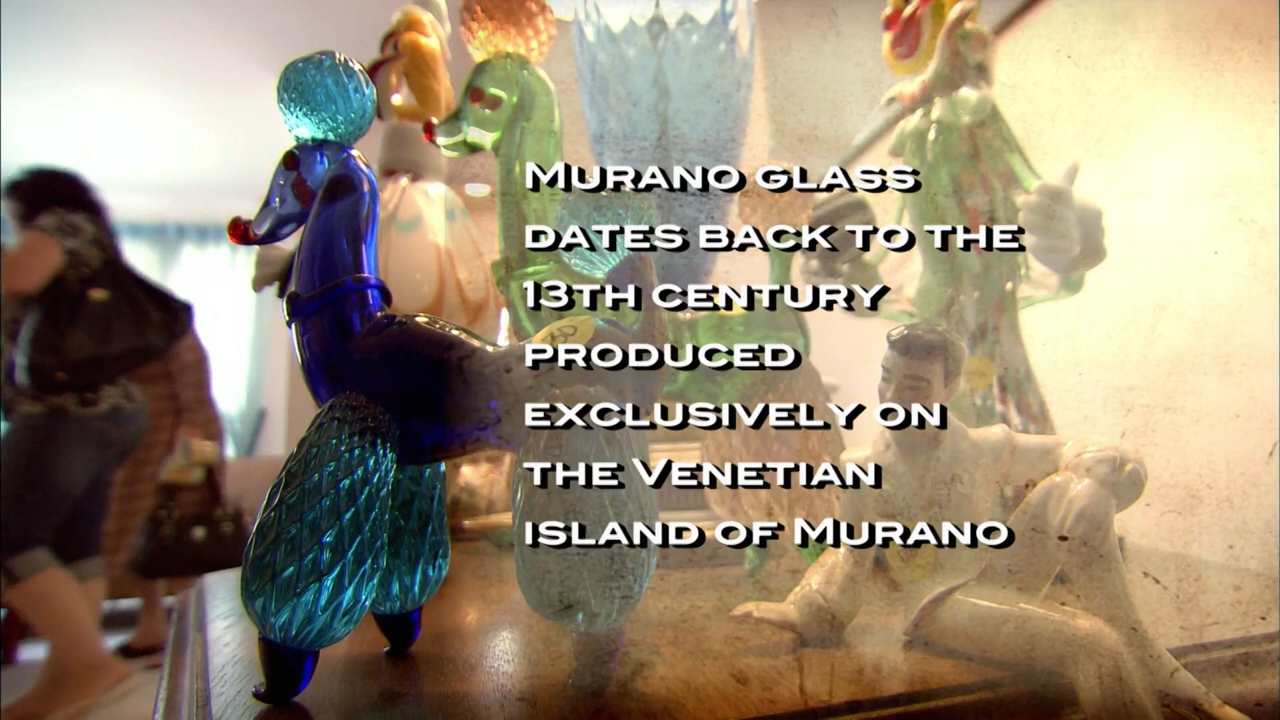 Murano glass
dates back to the
13th century
produced
exclusively on
the Venetian
island of Murano